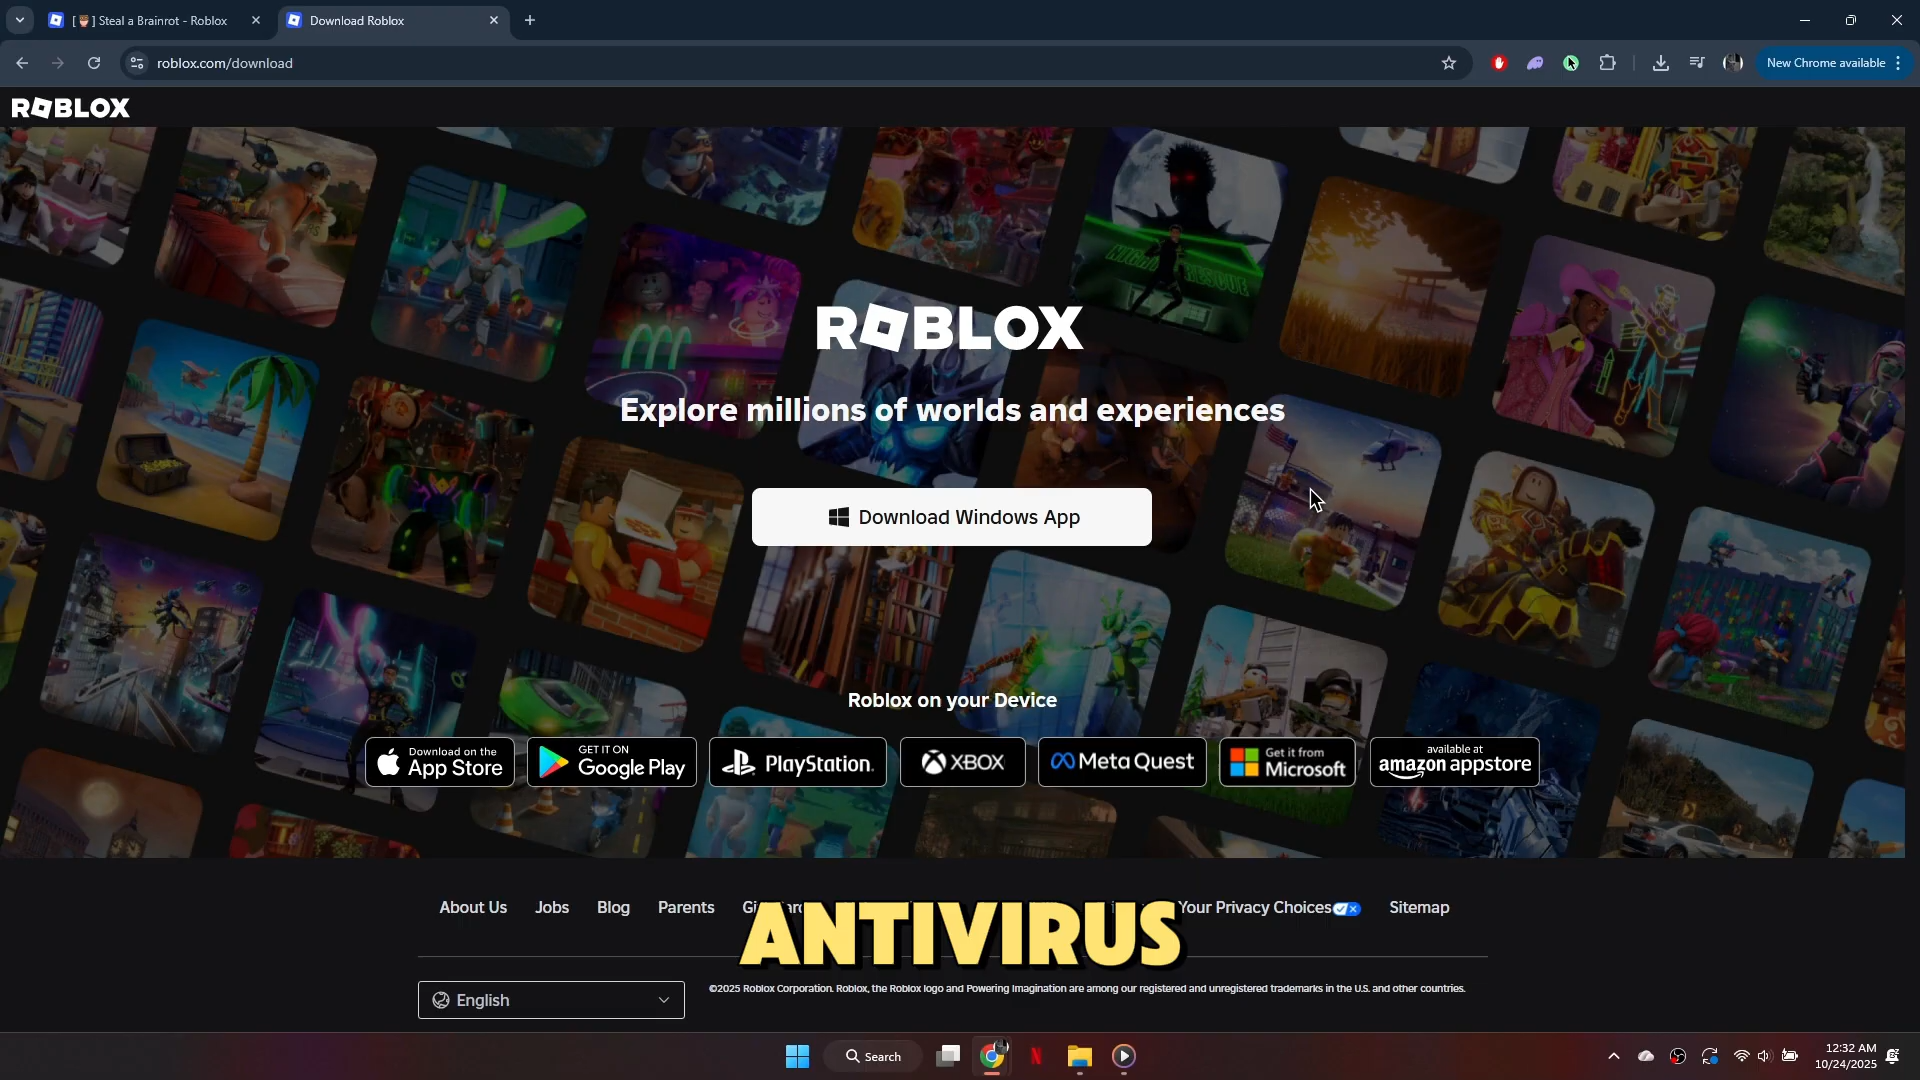 [ ] Steal a Brainrot - Roblox
Download Roblox
roblox.com/download
New Chrome available
ROBLOX
ROBLOX
Explore millions of worlds and experiences
Download Windows App
Roblox on your Device
Download on the
App Store
GET IT ON
Google Play
PlayStation.
XBOX
Meta Quest
Get it from
Microsoft
available at
amazon appstore
About Us
Jobs
Blog
Parents
Your Privacy Choices
Sitemap
ANTIVIRUS
English
©2025 Roblox Corporation. Roblox, the Roblox logo and Powering Imagination are among our registered and unregistered trademarks in the U.S. and other countries.
Search
12:32 AM
10/24/2025